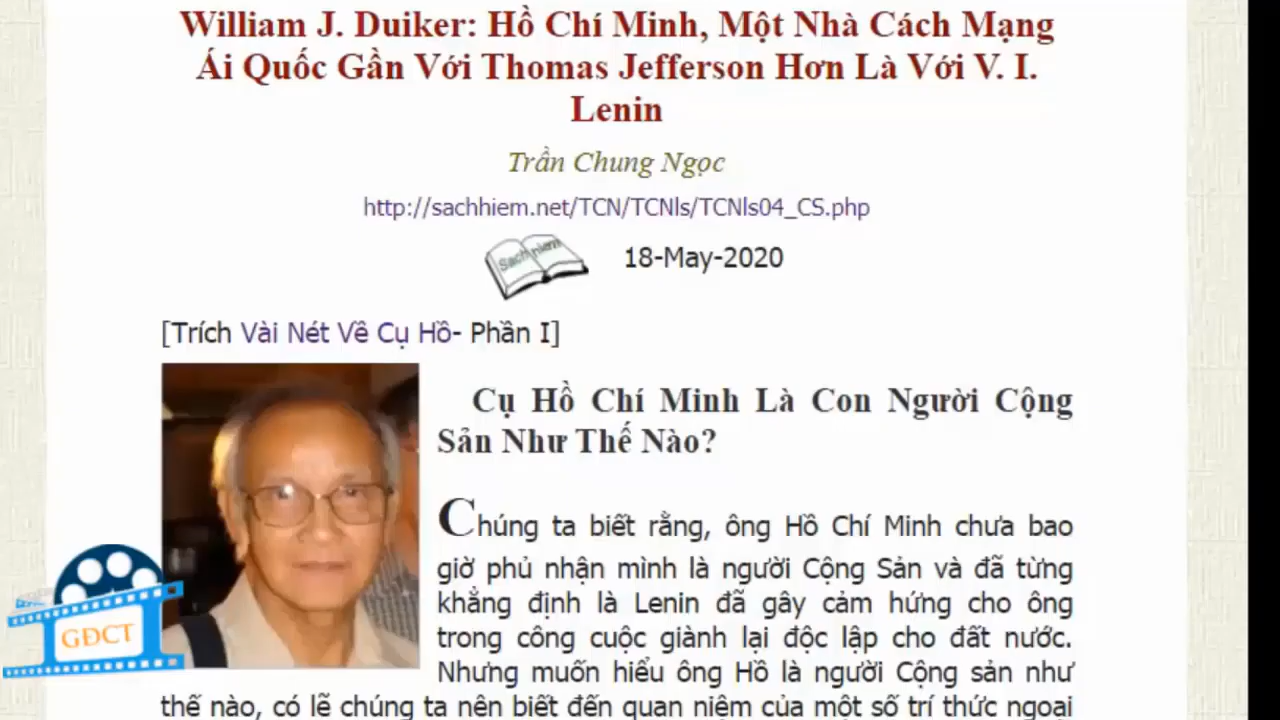 William J. Duiker: Hồ Chí Minh, Một Nhà Cách Mạng
Ái Quốc Gần Với Thomas Jefferson Hơn Là Với V. I.
Lenin
Trần Chung Ngọc
http://sachhiem.net/TCN/TCNls/TCNls04_CS.php
Sach hiem
18-May-2020
[Trích Vài Nét Về Cụ Hồ- Phần I]
Cụ Hồ Chí Minh Là Con Người Cộng
Sản Như Thế Nào?
Chúng ta biết rằng, ông Hồ Chí Minh chưa bao
giờ phủ nhận mình là người Cộng Sản và đã từng
khẳng định là Lenin đã gây cảm hứng cho ông
trong công cuộc giành lại độc lập cho đất nước.
Nhưng muốn hiểu ông Hồ là người Cộng sản như
thế nào, có lẽ chúng ta nên biết đến quan niệm của một số trí thức ngoại
GĐCT